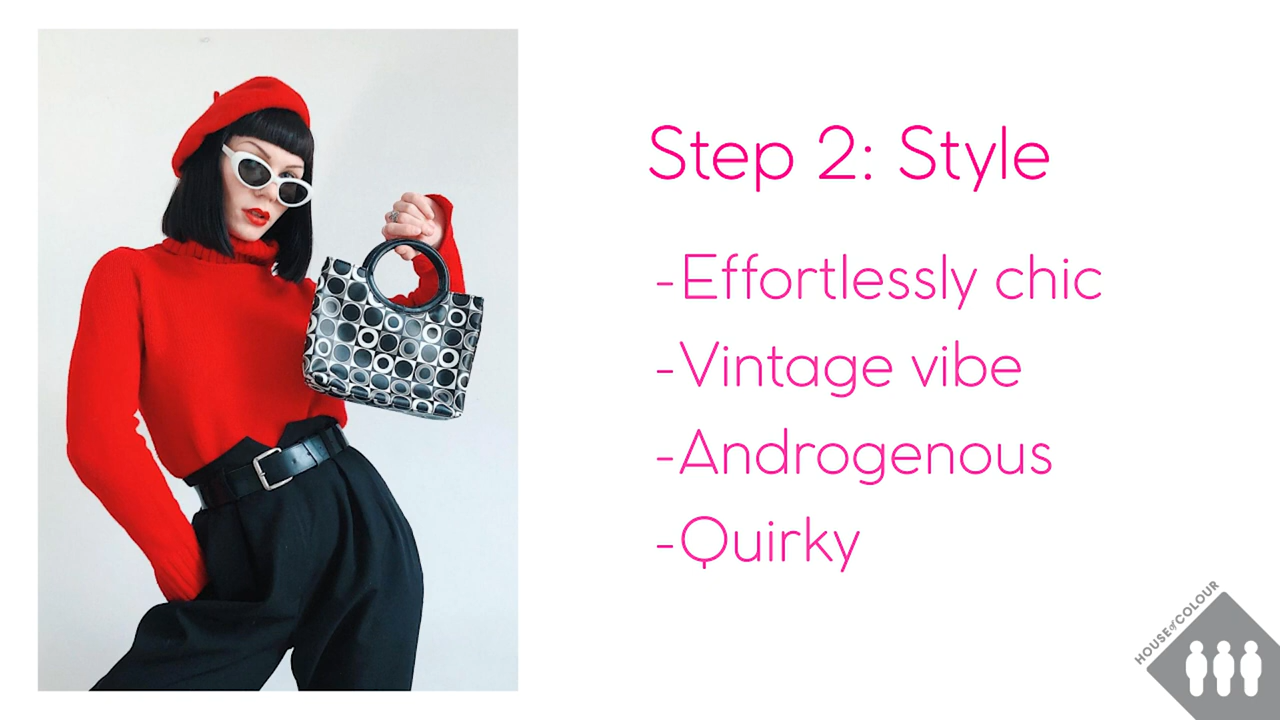 Step 2: Style
-Effortlessly chic
-Vintage vibe
-Androgenous
-Quirky
HOUSE of COLOUR